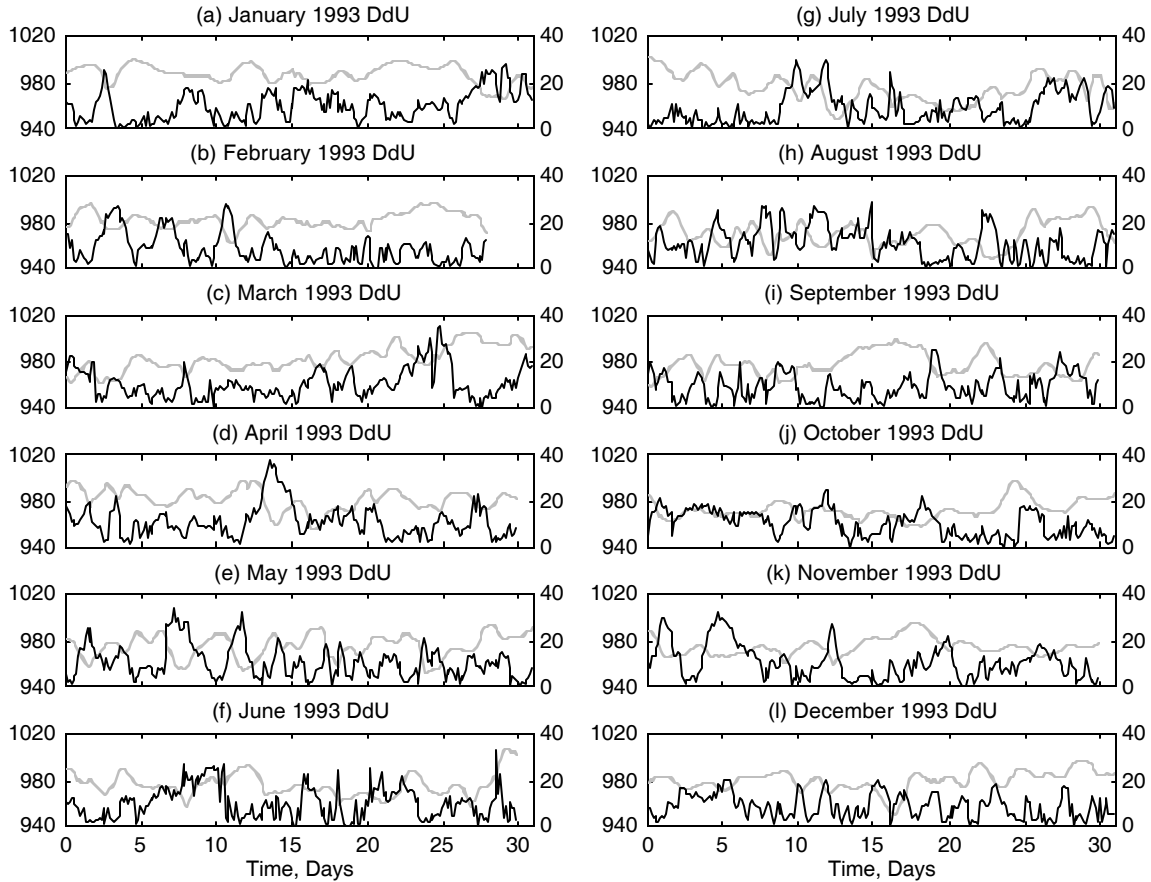 (a) January 1993 DdU
1020 40
980 20
940 0
(b) February 1993 DdU
1020 40
980 20
940 0
(c) March 1993 DdU
1020 40
980 20
940 0
(d) April 1993 DdU
1020 40
980 20
940 0
(e) May 1993 DdU
1020 40
980 20
940 0
(f) June 1993 DdU
1020 40
980 20
940 0
0 5 10 15 20 25 30
Time, Days
(g) July 1993 DdU
1020 40
980 20
940 0
(h) August 1993 DdU
1020 40
980 20
940 0
(i) September 1993 DdU
1020 40
980 20
940 0
(j) October 1993 DdU
1020 40
980 20
940 0
(k) November 1993 DdU
1020 40
980 20
940 0
(l) December 1993 DdU
1020 40
980 20
940 0
0 5 10 15 20 25 30
Time, Days